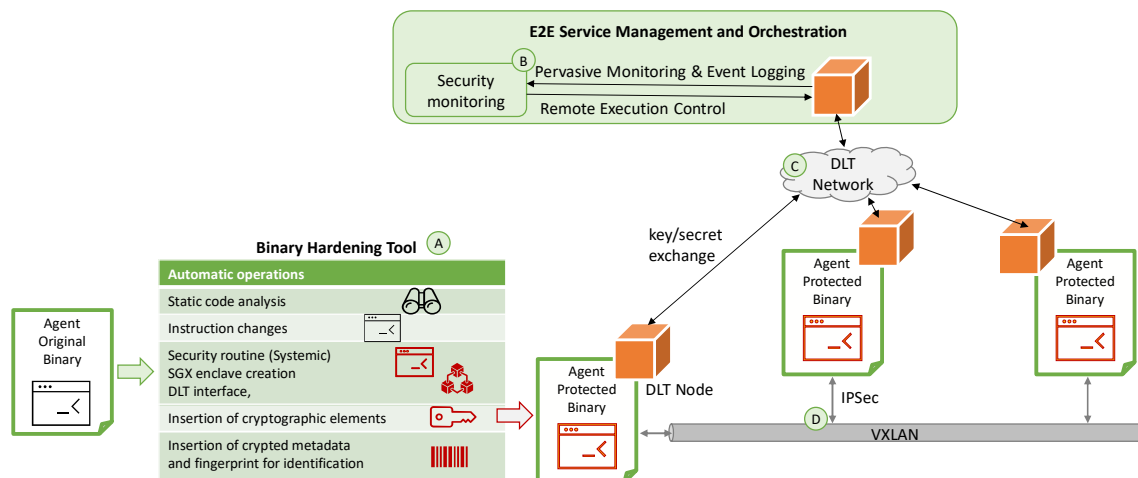 E2E Service Management and Orchestration
B
Security
monitoring
Pervasive Monitoring & Event Logging
Remote Execution Control
C
DLT
Network
key/secret
exchange
Binary Hardening Tool
A
Automatic operations
Static code analysis
Instruction changes
Security routine (Systemic)
SGX enclave creation
DLT interface,
Insertion of cryptographic elements
Insertion of crypted metadata
and fingerprint for identification
Agent
Original
Binary
Agent
Protected
Binary
DLT Node
Agent
Protected
Binary
Agent
Protected
Binary
IPSec
D
VXLAN